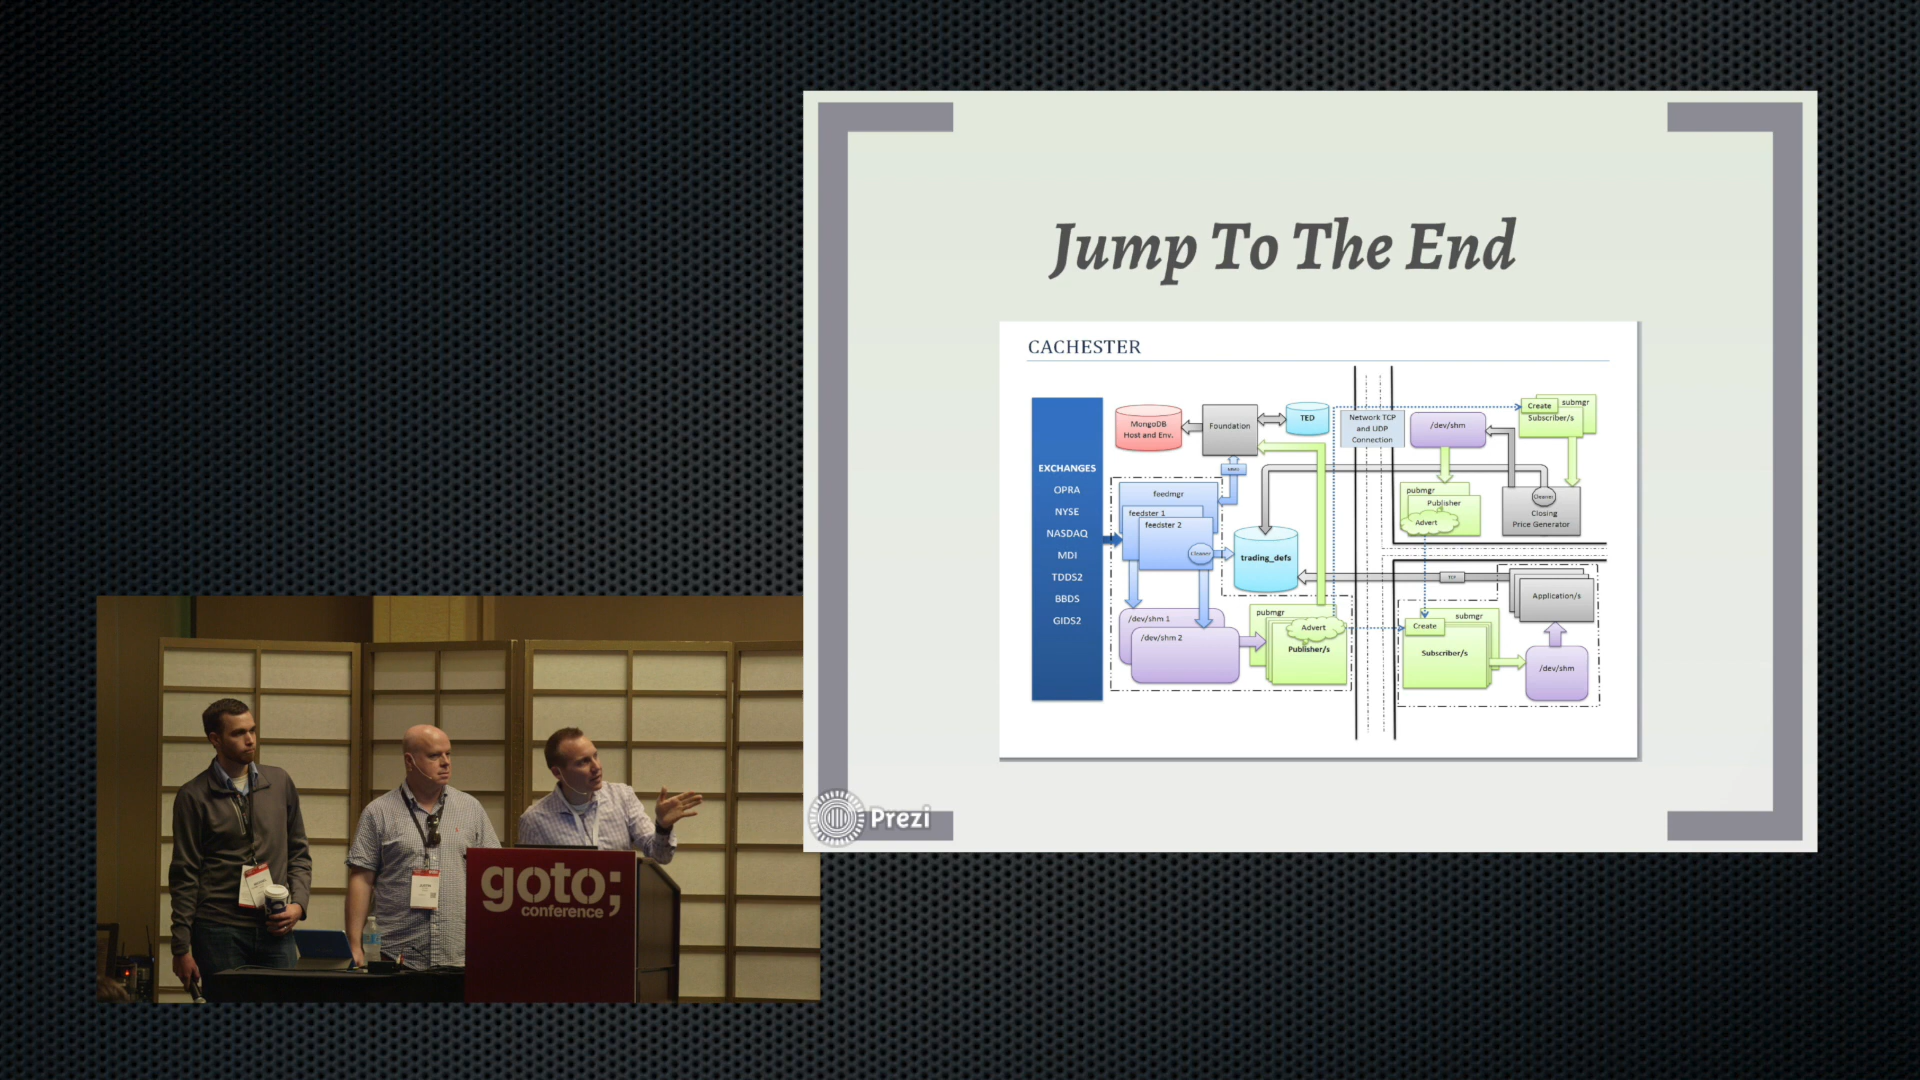 Jump To The End
CACHESTER
EXCHANGES
OPRA
NYSE
NASDAQ
MDI
TDDS2
BBDS
GIDS2
MongoDB
Host and Env.
Foundation
TED
feedmgr
feedster 1
feedster 2
Cleaner
trading_defs
/dev/shm 1
/dev/shm 2
pubmgr
Advert
Publisher/s
Network TCP
and UDP
Connection
/dev/shm
Create
submgr
Subscriber/s
pubmgr
Publisher
Advert
Cleaner
Closing
Price Generator
TCP
Application/s
submgr
Create
Subscriber/s
/dev/shm
Prezi
goto;
conference